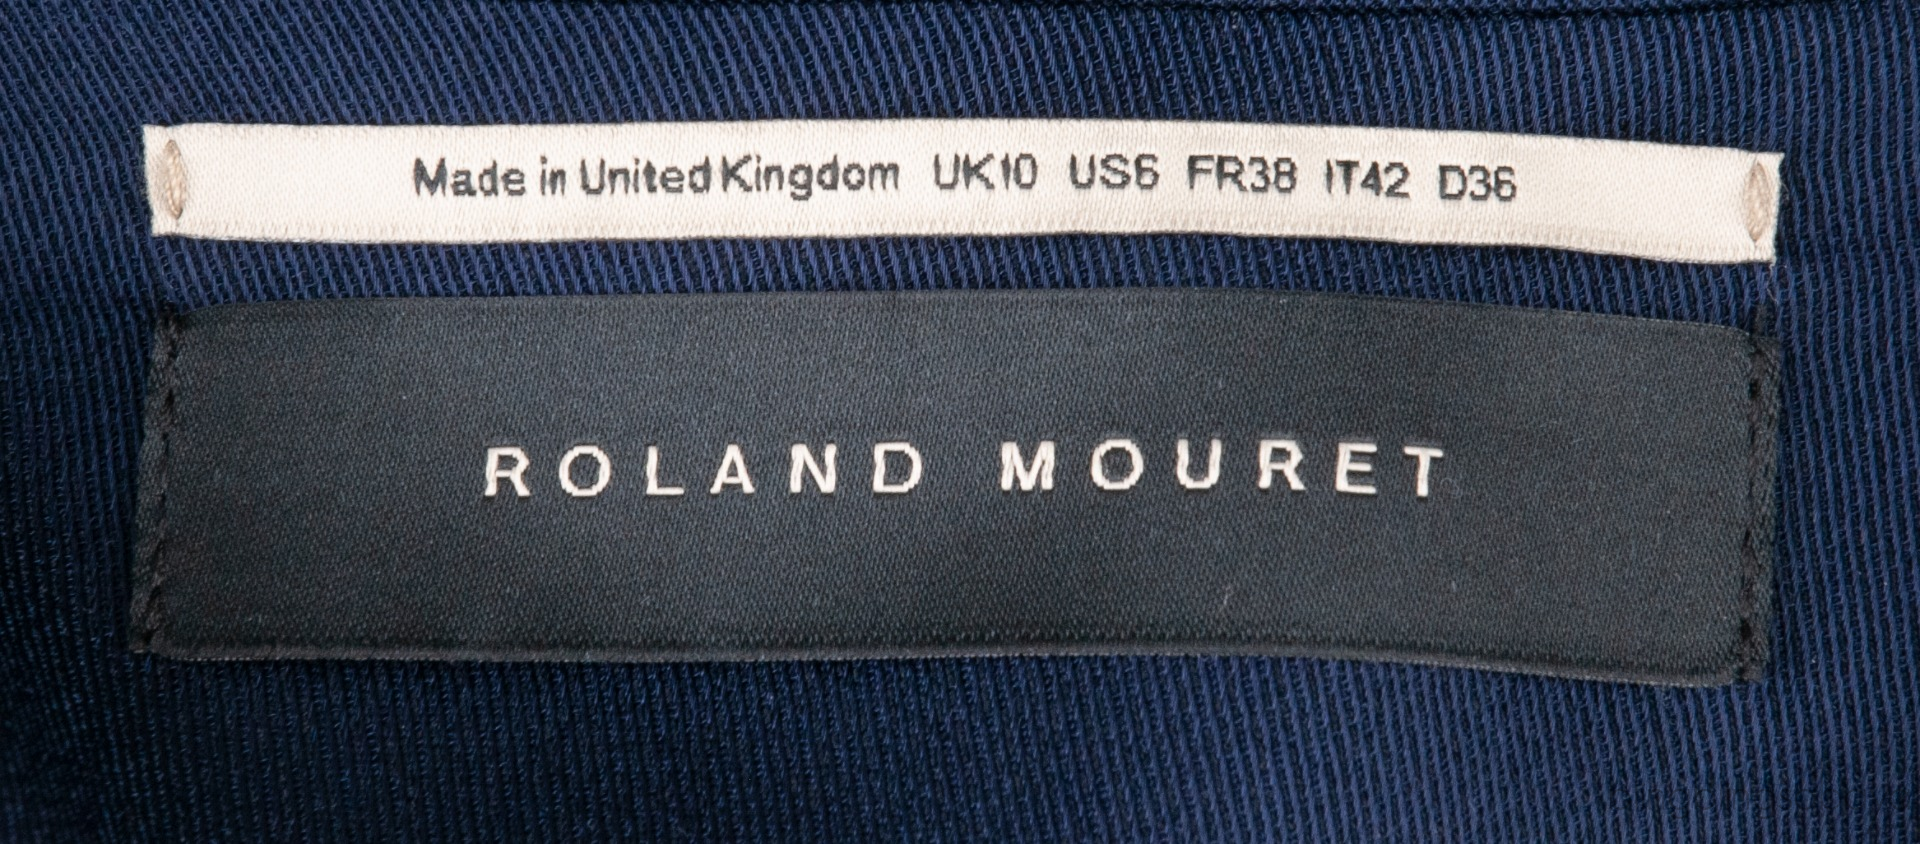 Made in United Kingdom UK10 US6 FR38 IT42 D36
ROLAND MOURET